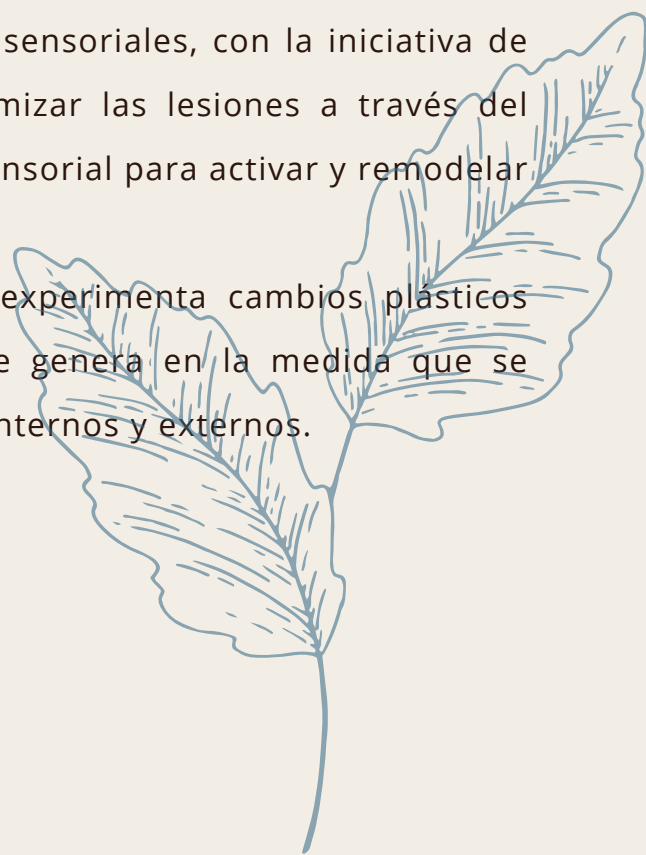 sensoriales, con la iniciativa de
mizar las lesiones a través del
nsorial para activar y remodelar
experimenta cambios plásticos
e genera en la medida que se
nternos y externos.